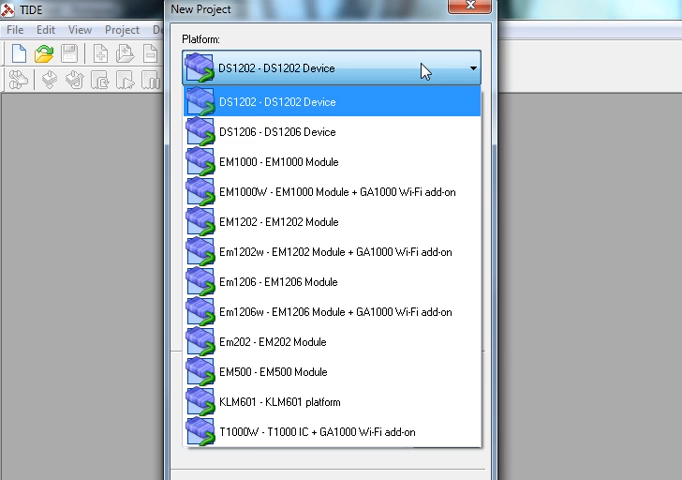 TIDE
New Project
File Edit View Project
Platform:
DS1202 - DS1202 Device
DS1202 - DS1202 Device
DS1206 - DS1206 Device
EM1000 - EM1000 Module
EM1000W - EM1000 Module + GA1000 Wi-Fi add-on
EM1202 - EM1202 Module
Em1202w - EM1202 Module + GA1000 Wi-Fi add-on
Em1206 - EM1206 Module
Em1206w - EM1206 Module + GA1000 Wi-Fi add-on
Em202 - EM202 Module
EM500 - EM500 Module
KLM601 - KLM601 platform
T1000W - T1000 IC + GA1000 Wi-Fi add-on